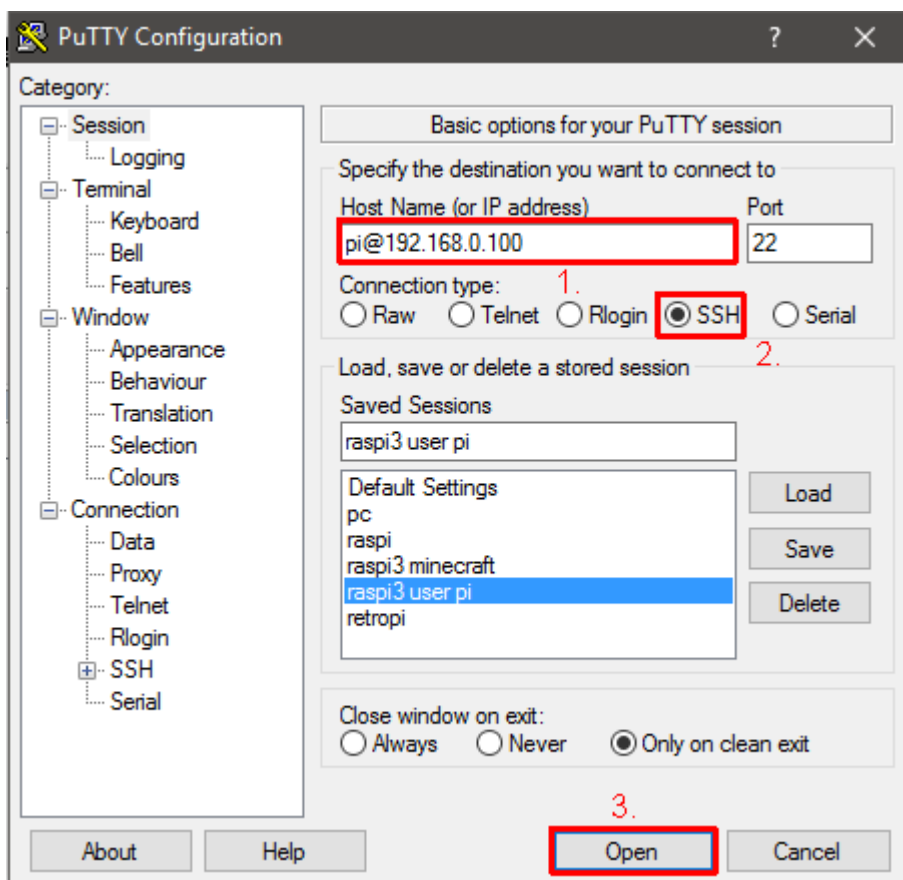 PuTTY Configuration
? ×
Category:
Session
Logging
Terminal
Keyboard
Bell
Features
Window
Appearance
Behaviour
Translation
Selection
Colours
Connection
Data
Proxy
Telnet
Rlogin
SSH
Serial
Basic options for your PuTTY session
Specify the destination you want to connect to
Host Name (or IP address) Port
pi@192.168.0.100 22
Connection type: 1.
Raw Telnet Rlogin SSH Serial
2.
Load, save or delete a stored session
Saved Sessions
raspi3 user pi
Default Settings
pc
raspi
raspi3 minecraft
raspi3 user pi
retropi
Load
Save
Delete
Close window on exit:
Always Never Only on clean exit
3.
About Help Open Cancel